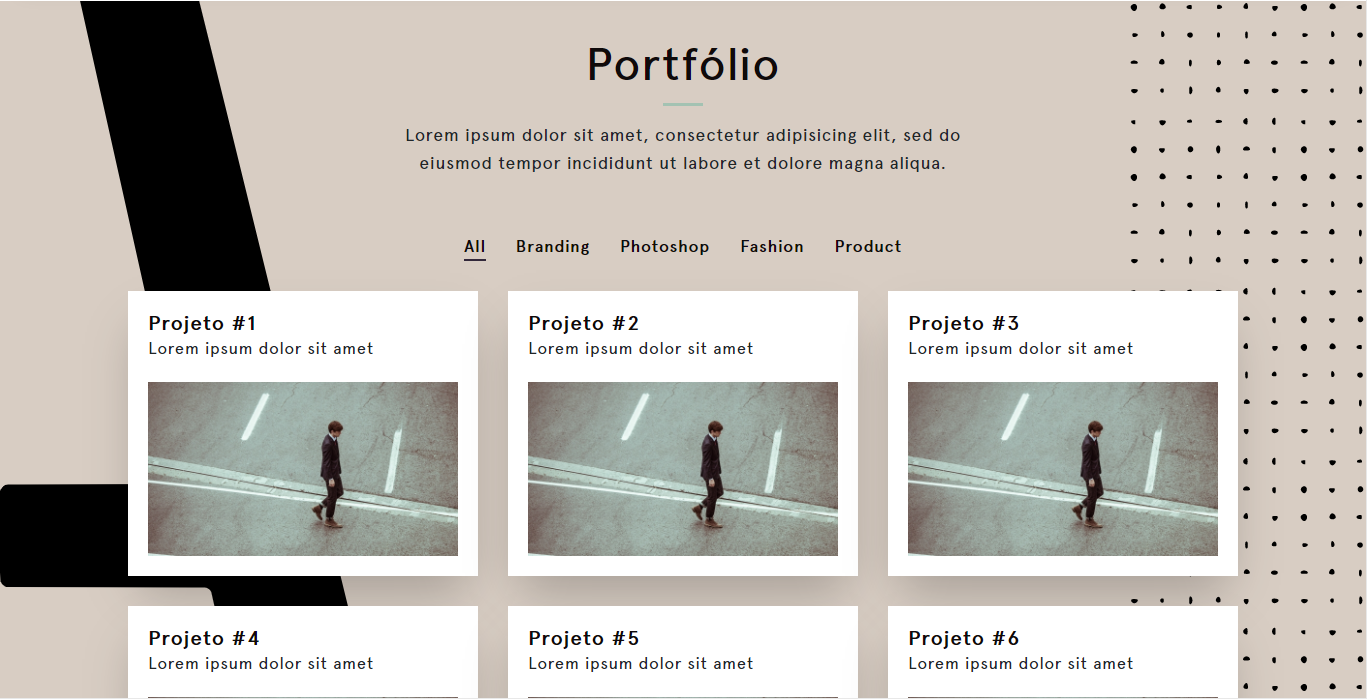 Portfólio
Lorem ipsum dolor sit amet, consectetur adipisicing elit, sed do
eiusmod tempor incididunt ut labore et dolore magna aliqua.
All Branding Photoshop Fashion Product
Projeto #1
Lorem ipsum dolor sit amet
Projeto #2
Lorem ipsum dolor sit amet
Projeto #3
Lorem ipsum dolor sit amet
Projeto #4
Lorem ipsum dolor sit amet
Projeto #5
Lorem ipsum dolor sit amet
Projeto #6
Lorem ipsum dolor sit amet